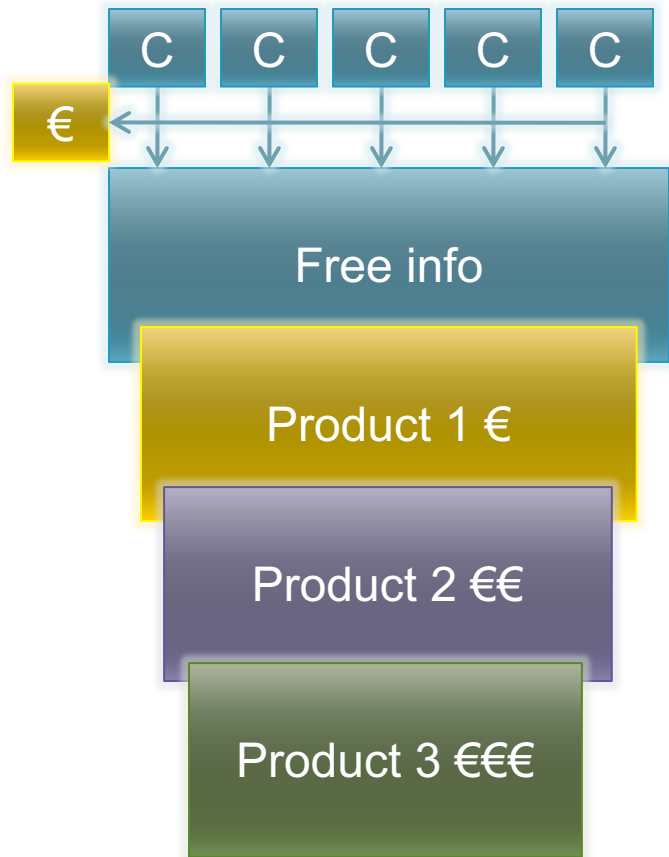 C C C C C
€
Free info
Product 1 €
Product 2 €€
Product 3 €€€